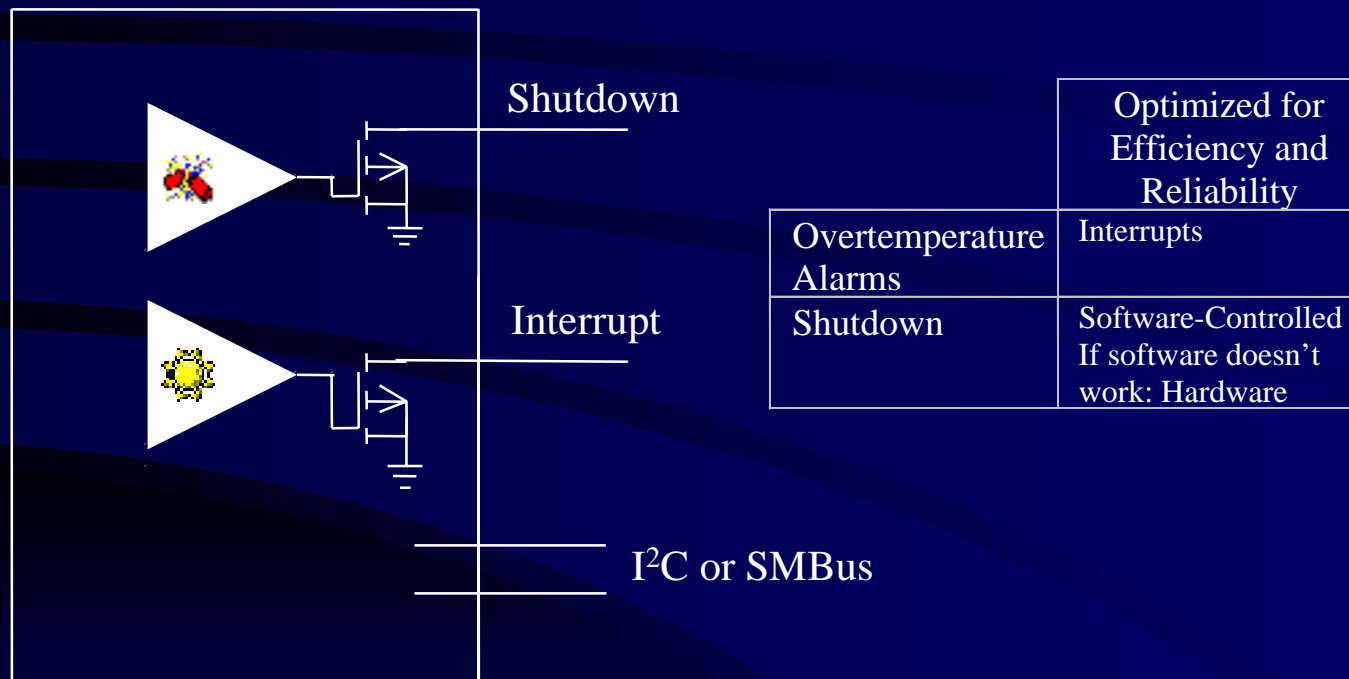 Shutdown
Interrupt
I²C or SMBus
Optimized for
Efficiency and
Reliability
Overtemperature
Alarms
Interrupts
Shutdown
Software-Controlled
If software doesn’t
work: Hardware